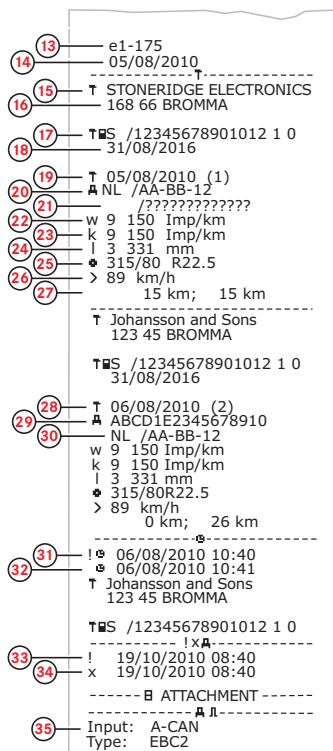 13 e1-175
14 05/08/2010
15 STONERIDGE ELECTRONICS
16 168 66 BROMMA
17 S /12345678901012 1 0
18 31/08/2016
19 05/08/2010 (1)
20 NL /AA-BB-12
21 /?????????????
22 w 9 150 Imp/km
23 k 9 150 Imp/km
24 l 3 331 mm
25 315/80 R22.5
26 > 89 km/h
27 15 km; 15 km
Johansson and Sons
123 45 BROMMA
S /12345678901012 1 0
31/08/2016
28 06/08/2010 (2)
29 ABCD1E2345678910
30 NL /AA-BB-12
w 9 150 Imp/km
k 9 150 Imp/km
l 3 331 mm
315/80R22.5
> 89 km/h
0 km; 26 km
31 ! 06/08/2010 10:40
32 06/08/2010 10:41
Johansson and Sons
123 45 BROMMA
S /12345678901012 1 0
! x
33 ! 19/10/2010 08:40
34 x 19/10/2010 08:40
ATTACHMENT
35 Input: A-CAN
Type: EBC2